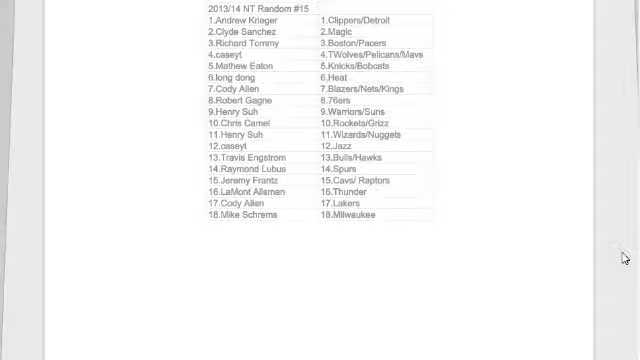 2013/14 NT Random #15
1.Andrew Krieger 1.Clippers/Detroit
2.Clyde Sanchez 2.Magic
3.Richard Tommy 3.Boston/Pacers
4.caseyt 4.TWolves/Pelicans/Mavs
5.Mathew Eaton 5.Knicks/Bobcats
6.long dong 6.Heat
7.Cody Allen 7.Blazers/Nets/Kings
8.Robert Gagne 8.76ers
9.Henry Suh 9.Warriors/Suns
10.Chris Camel 10.Rockets/Grizz
11.Henry Suh 11.Wizards/Nuggets
12.caseyt 12.Jazz
13.Travis Engstrom 13.Bulls/Hawks
14.Raymond Lubus 14.Spurs
15.Jeremy Frantz 15.Cavs/ Raptors
16.LaMont Alisman 16.Thunder
17.Cody Allen 17.Lakers
18.Mike Schrems 18.Milwaukee